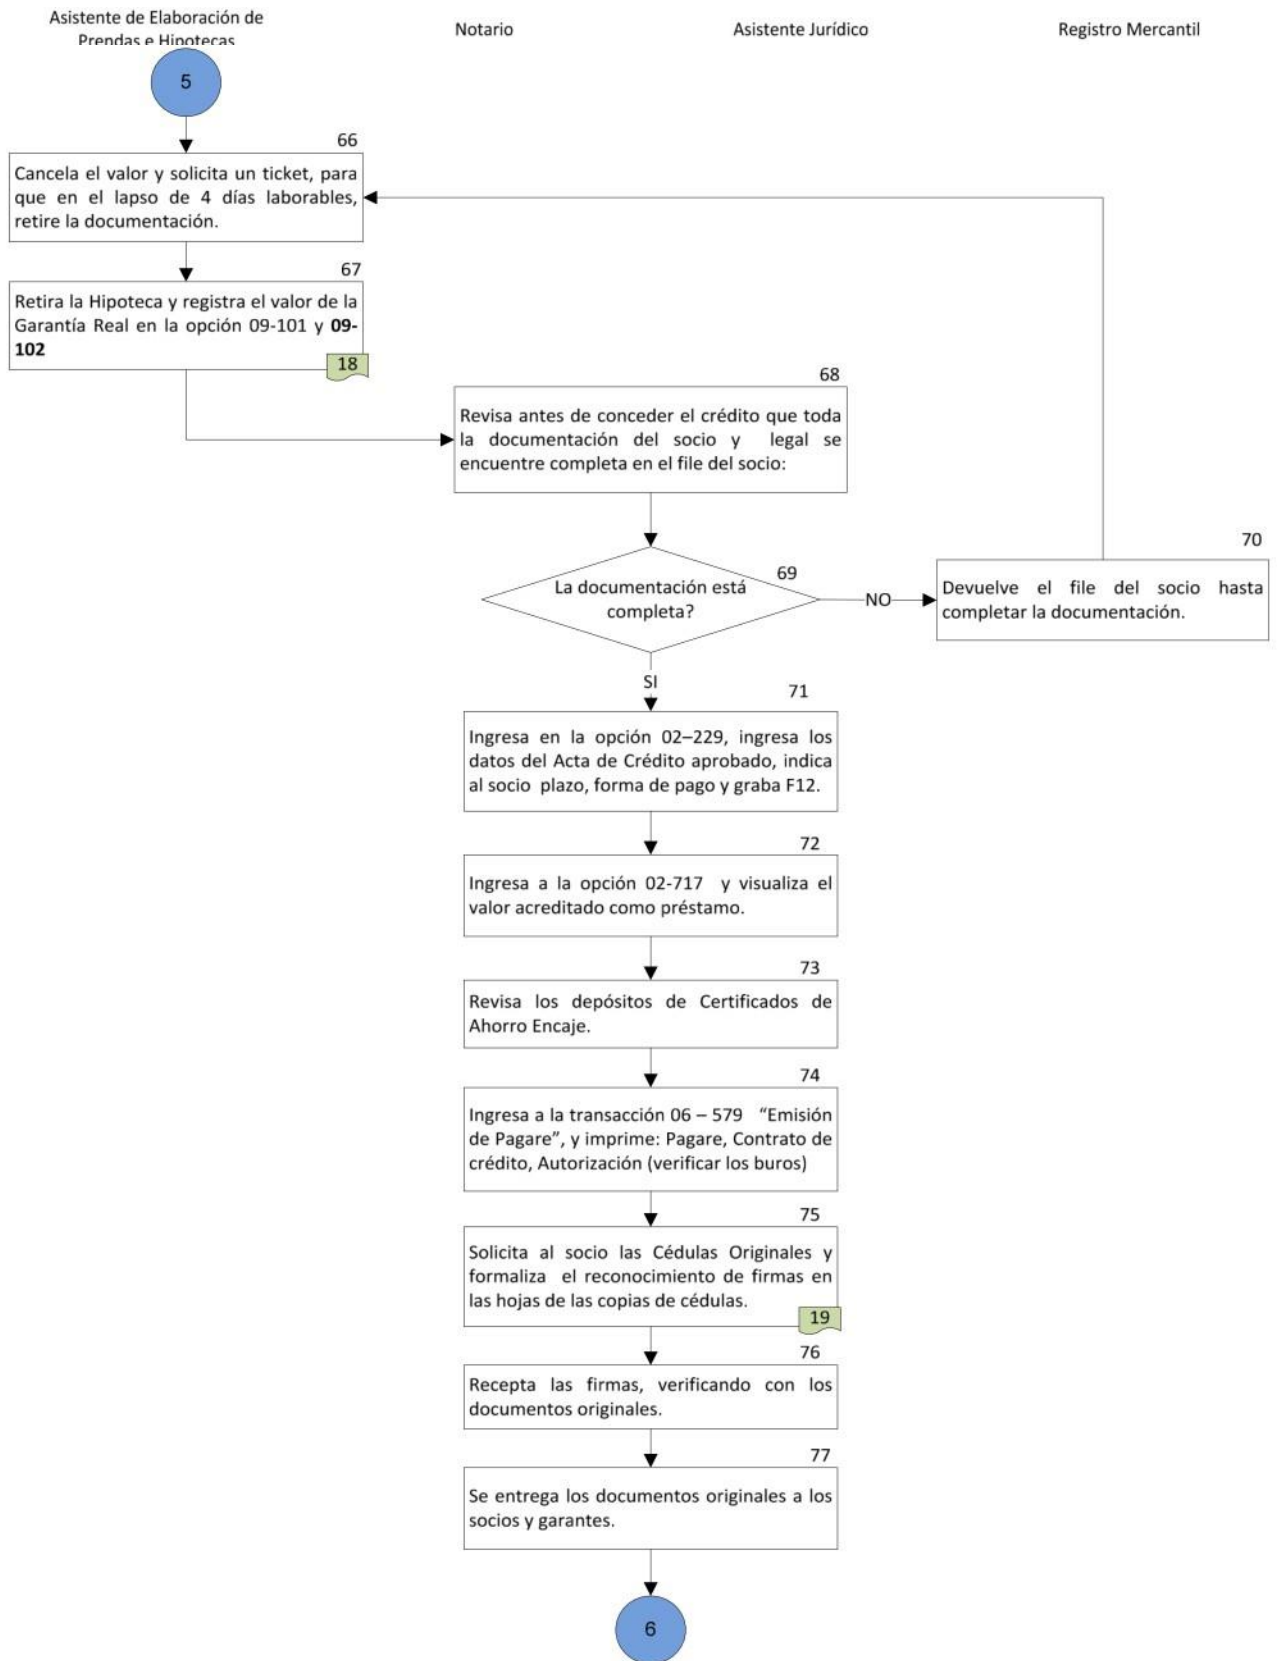 Asistente de Elaboración de
Prendas e Hipotecas
Notario
Asistente Jurídico
Registro Mercantil
5
66
Cancela el valor y solicita un ticket, para
que en el lapso de 4 días laborables,
retire la documentación.
67
Retira la Hipoteca y registra el valor de la
Garantía Real en la opción 09-101 y 09-
102
18
68
Revisa antes de conceder el crédito que toda
la documentación del socio y legal se
encuentre completa en el file del socio:
69
La documentación está
completa?
NO
70
Devuelve el file del socio hasta
completar la documentación.
SI
71
Ingresa en la opción 02–229, ingresa los
datos del Acta de Crédito aprobado, indica
al socio plazo, forma de pago y graba F12.
72
Ingresa a la opción 02-717 y visualiza el
valor acreditado como préstamo.
73
Revisa los depósitos de Certificados de
Ahorro Encaje.
74
Ingresa a la transacción 06 – 579 “Emisión
de Pagare”, y imprime: Pagare, Contrato de
crédito, Autorización (verificar los buros)
75
Solicita al socio las Cédulas Originales y
formaliza el reconocimiento de firmas en
las hojas de las copias de cédulas.
19
76
Recepta las firmas, verificando con los
documentos originales.
77
Se entrega los documentos originales a los
socios y garantes.
6